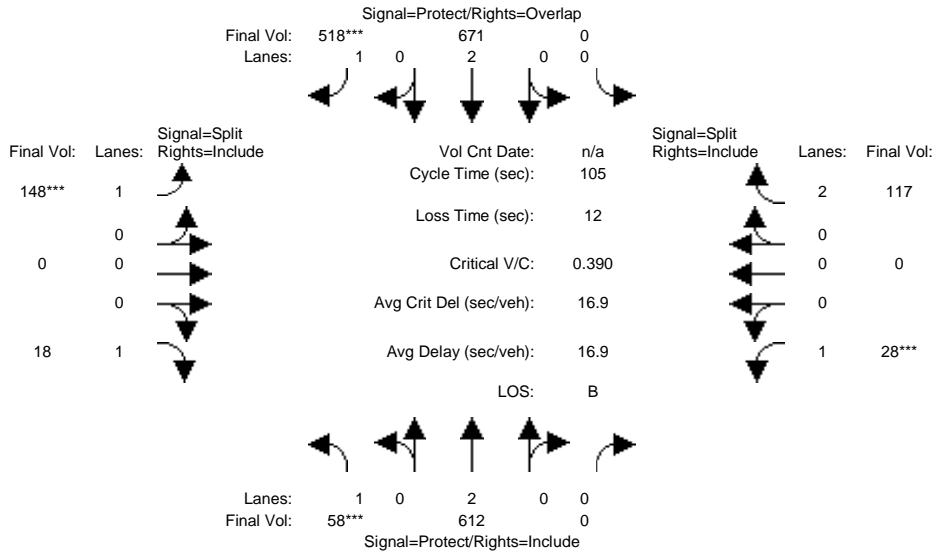 Signal=Protect/Rights=Overlap
Final Vol: 518*** 671 0
Lanes: 1 0 2 0 0
Signal=Split
Final Vol: Lanes: Rights=Include
Vol Cnt Date: n/a
Signal=Split
Rights=Include Lanes: Final Vol:
Cycle Time (sec): 105
148*** 1
2 117
Loss Time (sec): 12
0
0
0 0
Critical V/C: 0.390
0 0
0
Avg Crit Del (sec/veh): 16.9
0
18 1
Avg Delay (sec/veh): 16.9
1 28***
LOS: B
Lanes: 1 0 2 0 0
Final Vol: 58*** 612 0
Signal=Protect/Rights=Include